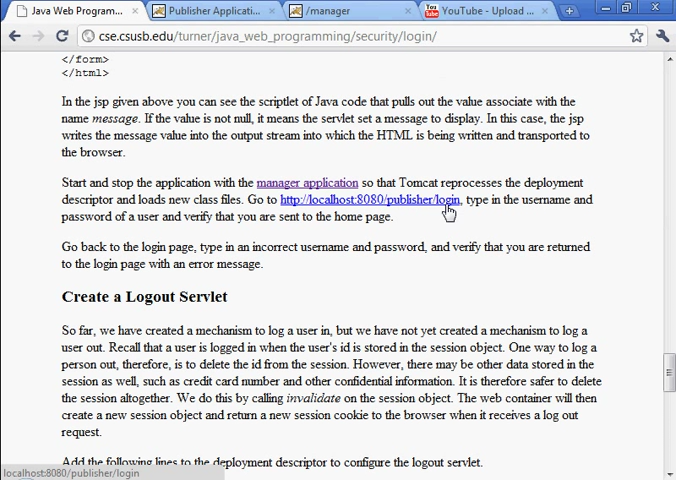 Java Web Programm...
Publisher Applicati...
/manager
YouTube - Upload ...
cse.csusb.edu/turner/java_web_programming/security/login/
</form>
</html>
In the jsp given above you can see the scriptlet of Java code that pulls out the value associate with the
name message. If the value is not null, it means the servlet set a message to display. In this case, the jsp
writes the message value into the output stream into which the HTML is being written and transported to
the browser.
Start and stop the application with the manager application so that Tomcat reprocesses the deployment
descriptor and loads new class files. Go to http://localhost:8080/publisher/login, type in the username and
password of a user and verify that you are sent to the home page.
Go back to the login page, type in an incorrect username and password, and verify that you are returned
to the login page with an error message.
Create a Logout Servlet
So far, we have created a mechanism to log a user in, but we have not yet created a mechanism to log a
user out. Recall that a user is logged in when the user's id is stored in the session object. One way to log a
person out, therefore, is to delete the id from the session. However, there may be other data stored in the
session as well, such as credit card number and other confidential information. It is therefore safer to delete
the session altogether. We do this by calling invalidate on the session object. The web container will then
create a new session object and return a new session cookie to the browser when it receives a log out
request.
Add the following lines to the deployment descriptor to configure the logout servlet.
localhost:8080/publisher/login